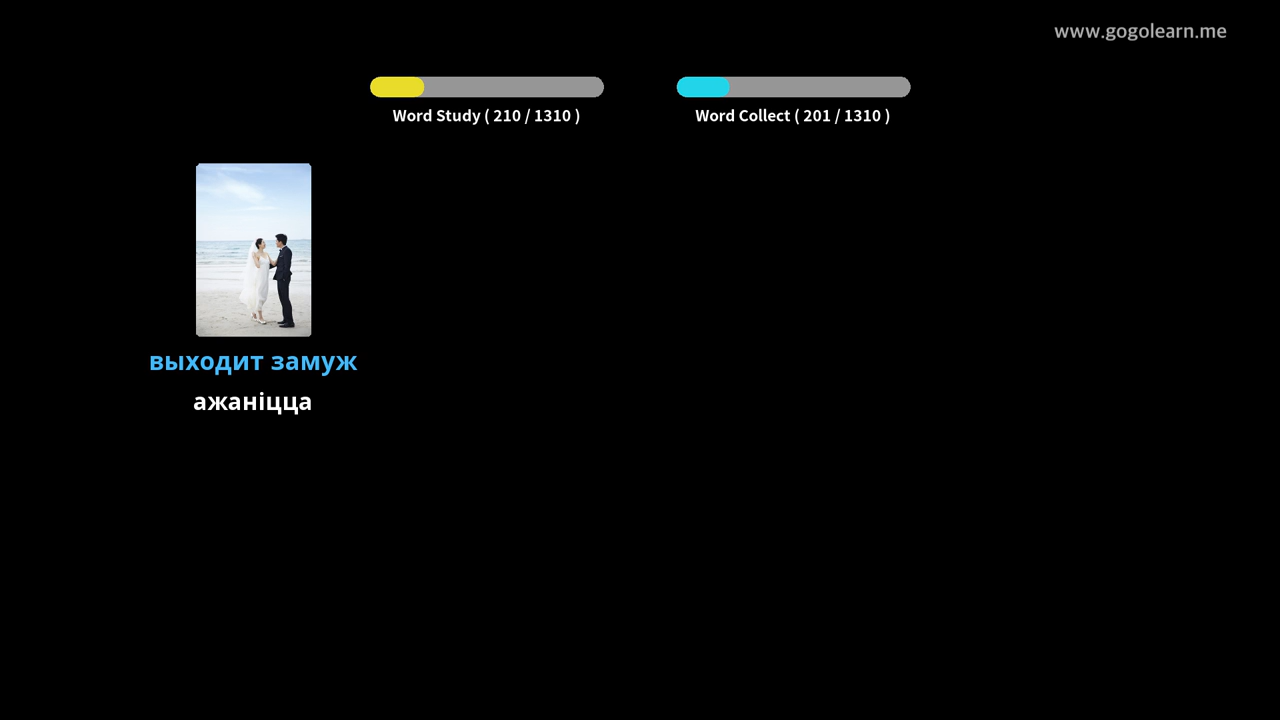 www.gogolearn.me
Word Study ( 210 / 1310 )
Word Collect ( 201 / 1310 )
выходит замуж
ажаніцца